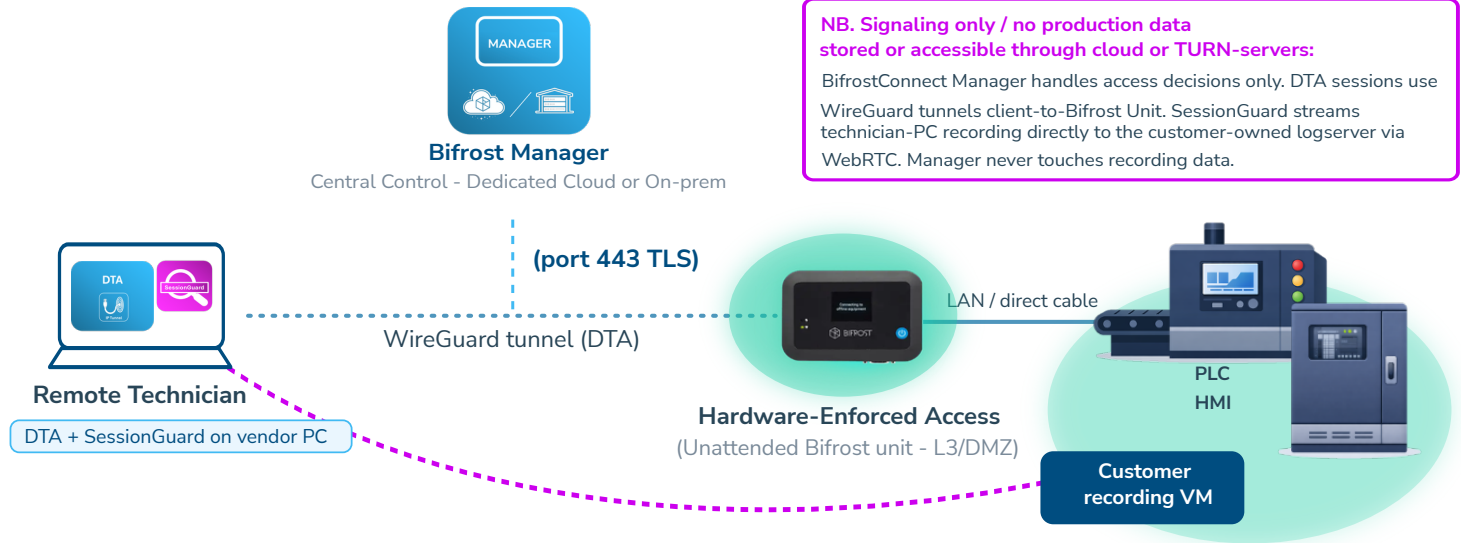 MANAGER
Bifrost Manager
Central Control - Dedicated Cloud or On-prem
NB. Signaling only / no production data
stored or accessible through cloud or TURN-servers:
BifrostConnect Manager handles access decisions only. DTA sessions use
WireGuard tunnels client-to-Bifrost Unit. SessionGuard streams
technician-PC recording directly to the customer-owned logserver via
WebRTC. Manager never touches recording data.
(port 443 TLS)
DTA
IP Tunnel
SessionGuard
WireGuard tunnel (DTA)
Connecting to
offline equipment
BIFROST
LAN / direct cable
Remote Technician
DTA + SessionGuard on vendor PC
Hardware-Enforced Access
(Unattended Bifrost unit - L3/DMZ)
PLC
HMI
Customer
recording VM